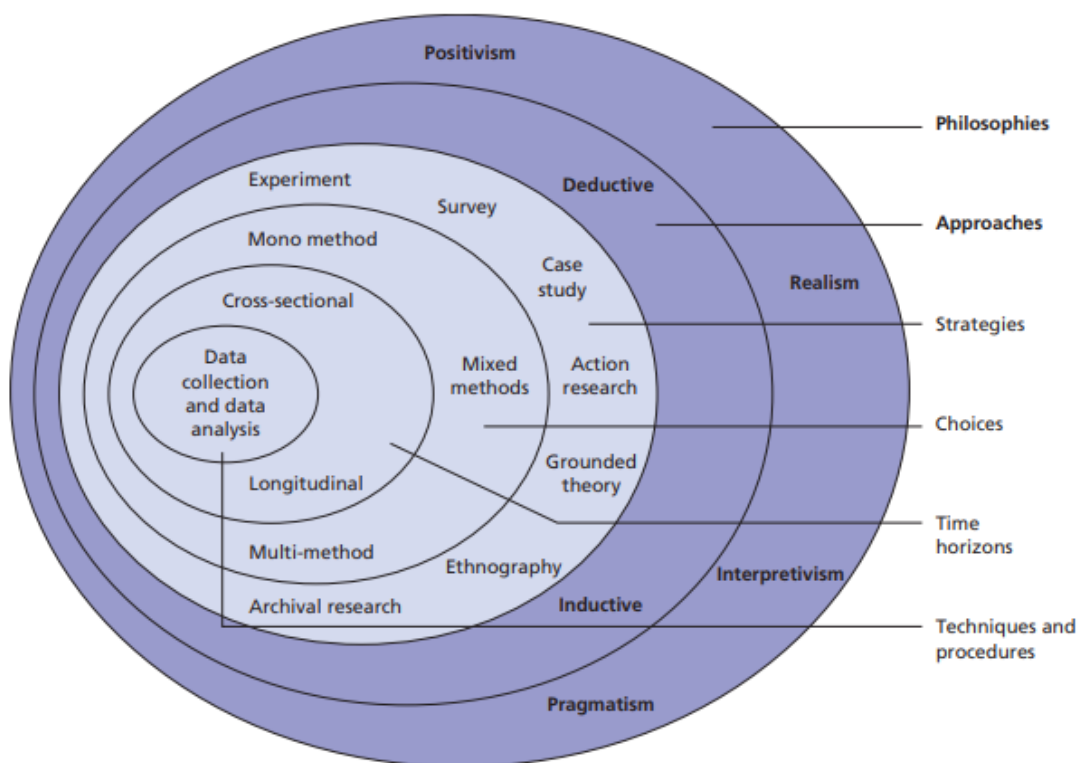 Positivism
Philosophies
Experiment
Deductive
Survey
Approaches
Mono method
Case
study
Realism
Cross-sectional
Strategies
Data
collection
and data
analysis
Mixed
methods
Action
research
Choices
Grounded
theory
Longitudinal
Time
horizons
Multi-method
Ethnography
Interpretivism
Archival research
Inductive
Techniques and
procedures
Pragmatism